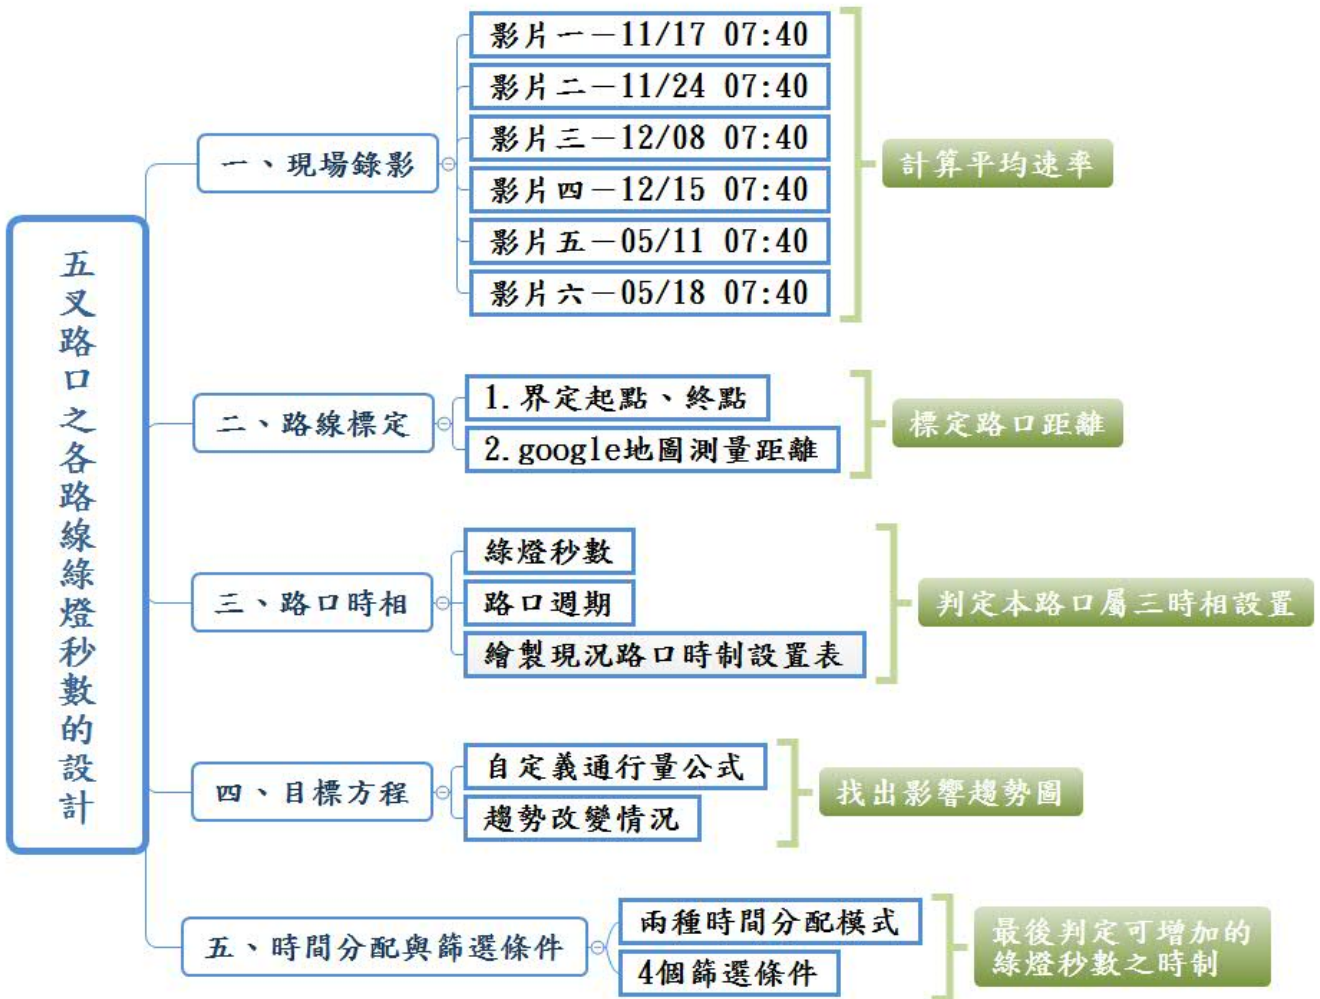 五叉路口之各路線綠燈秒數的設計
一、現場錄影
影片一－11/17 07:40
影片二－11/24 07:40
影片三－12/08 07:40
影片四－12/15 07:40
影片五－05/11 07:40
影片六－05/18 07:40
計算平均速率
二、路線標定
1.界定起點、終點
2.google地圖測量距離
標定路口距離
三、路口時相
綠燈秒數
路口週期
繪製現況路口時制設置表
判定本路口屬三時相設置
四、目標方程
自定義通行量公式
趨勢改變情況
找出影響趨勢圖
五、時間分配與篩選條件
兩種時間分配模式
4個篩選條件
最後判定可增加的
綠燈秒數之時制